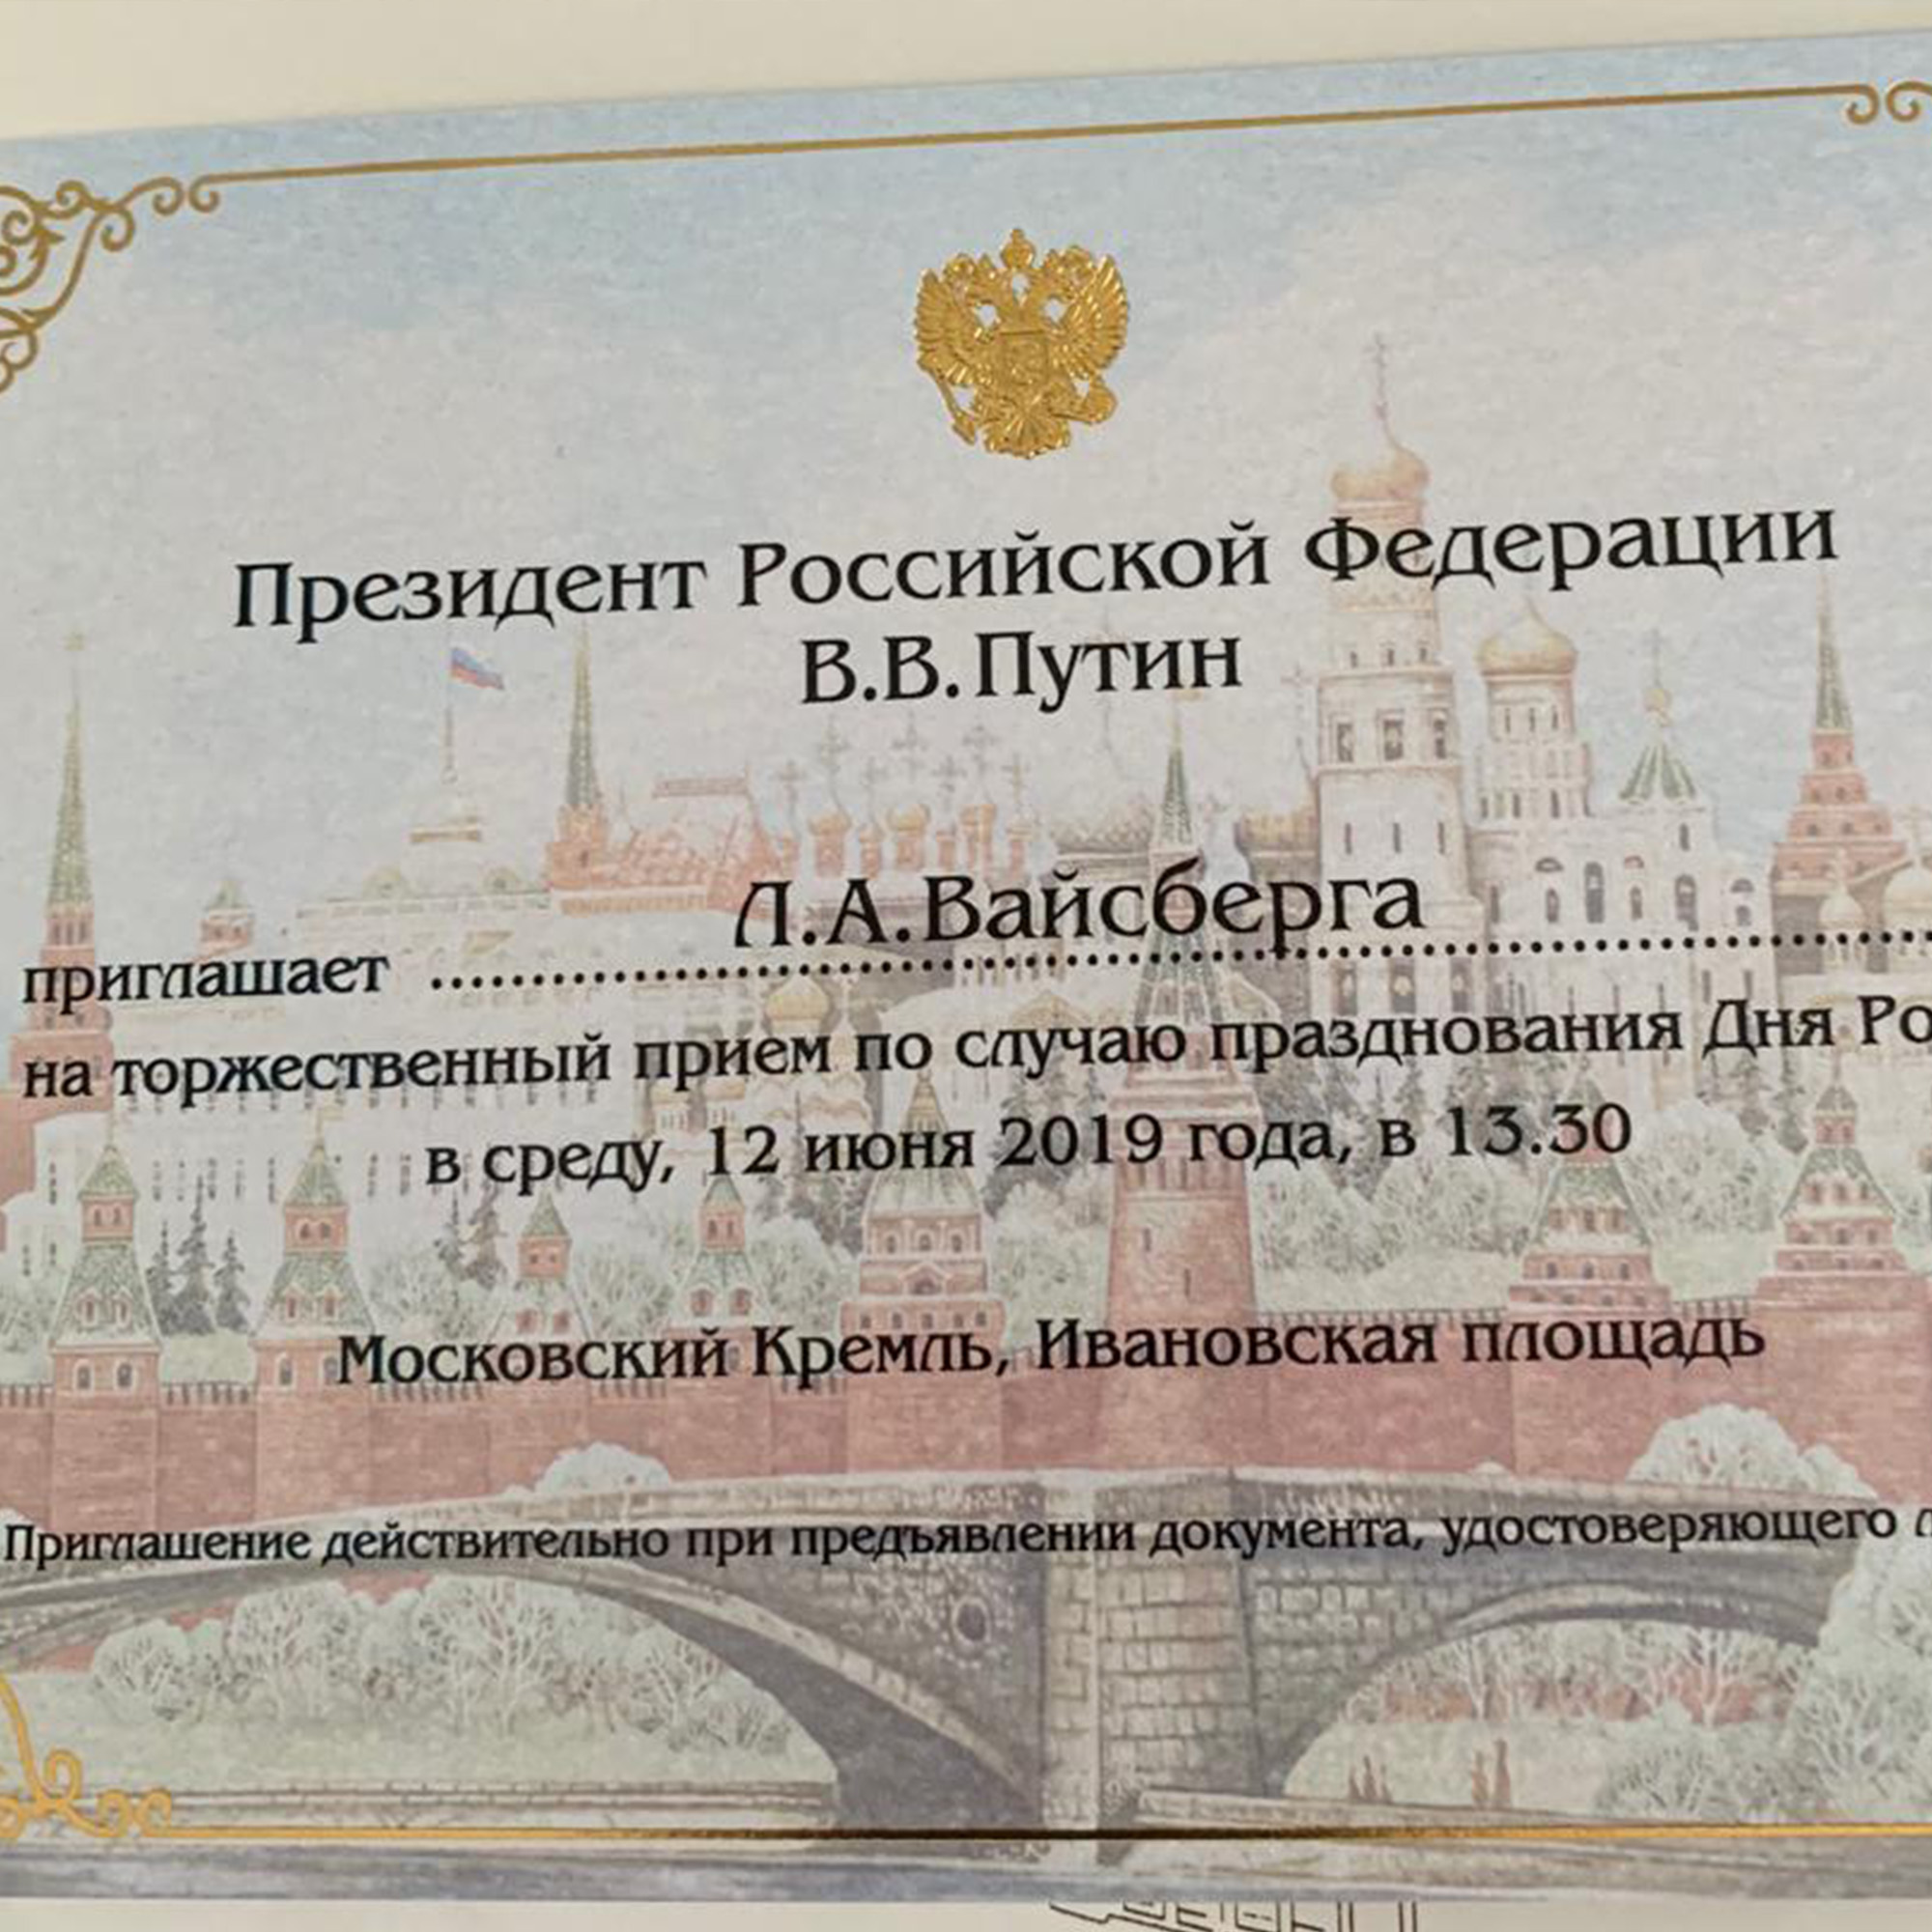 Президент Российской Федерации
В.В.Путин
Л.А.Вайсберга
приглашает
на торжественный прием по случаю празднования Дня Ро
в среду, 12 июня 2019 года, в 13.30
Московский Кремль, Ивановская площадь
Приглашение действительно при предъявлении документа, удостоверяющего л